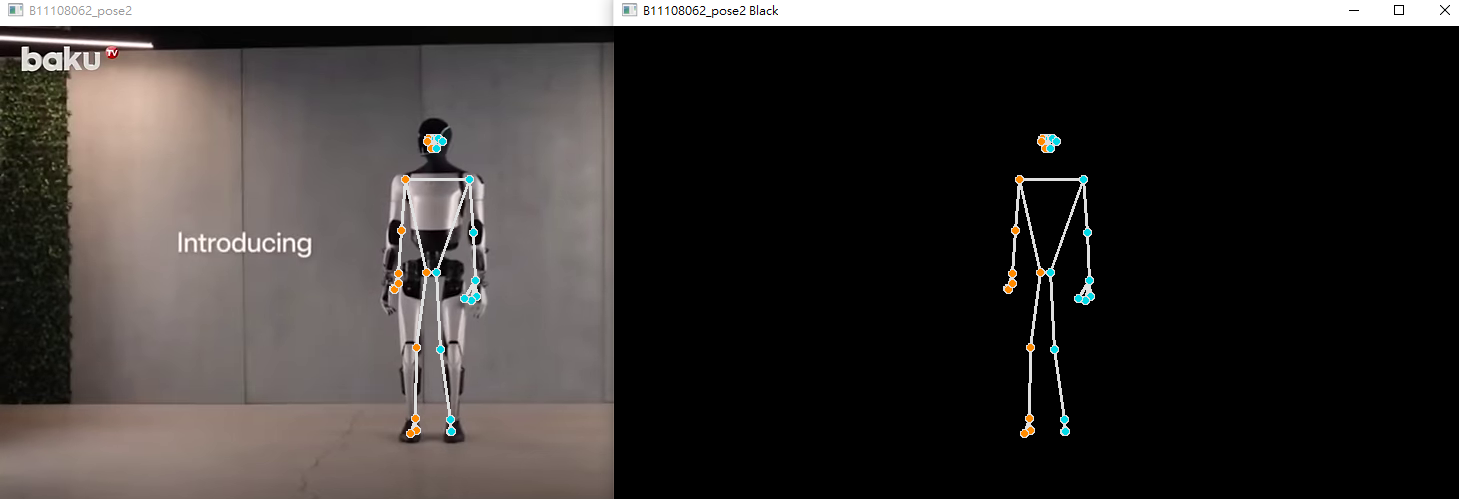 B11108062_pose2
B11108062_pose2 Black
baku TV
Introducing